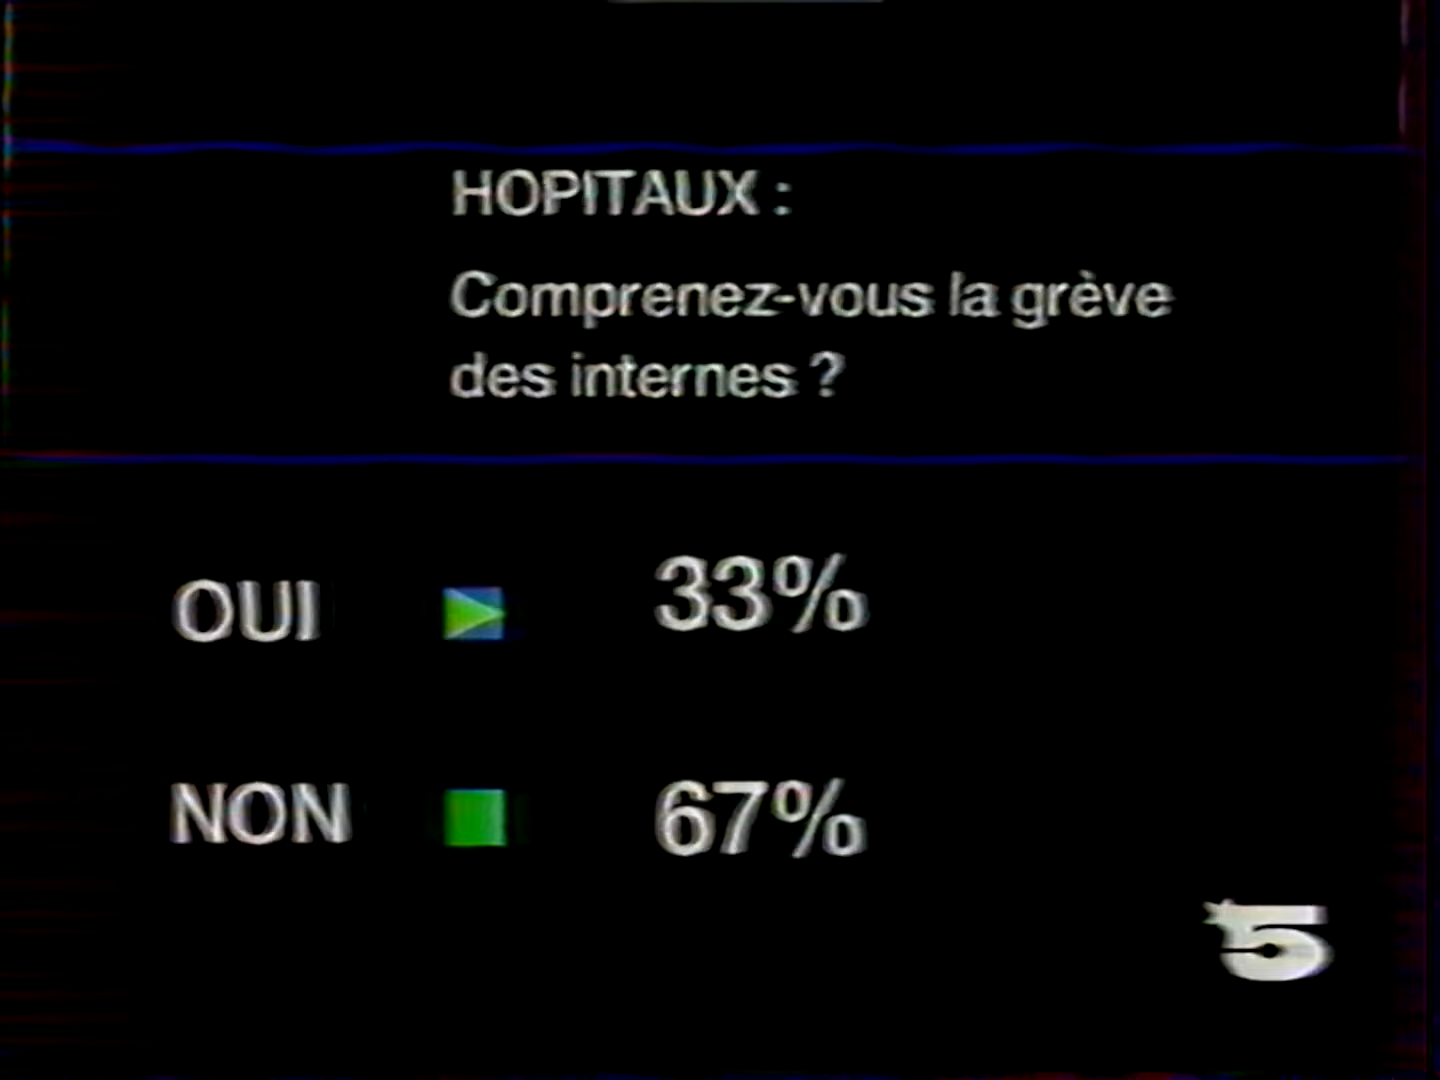 HOPITAUX :
Comprenez-vous la grève
des internes ?
OUI 33%
NON 67%
5